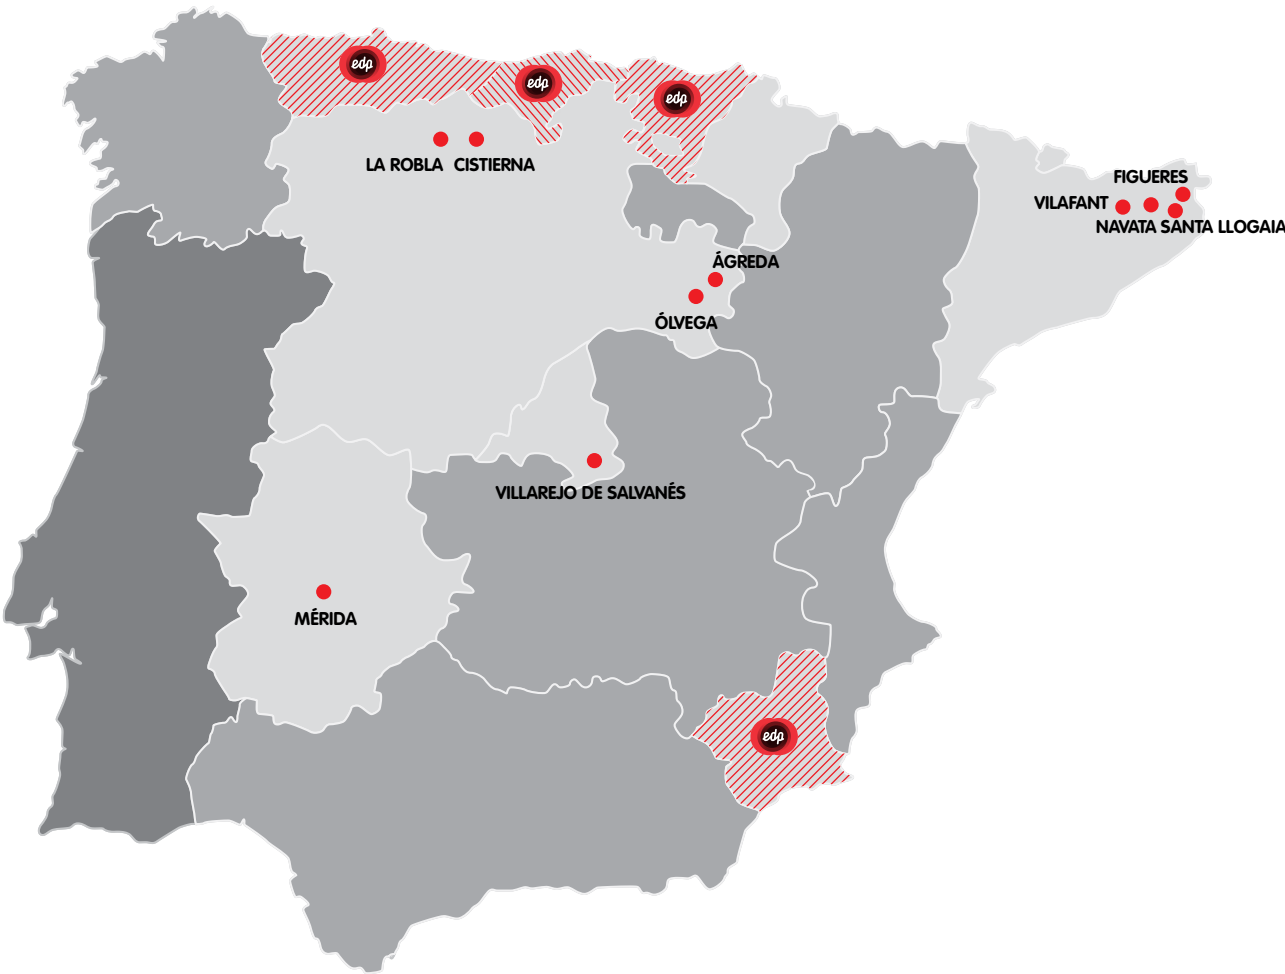 edp
edp
edp
LA ROBLA CISTIERNA
FIGUERES
VILAFANT
NAVATA SANTA LLOGAIA
ÁGREDA
ÓLVEGA
VILLAREJO DE SALVANÉS
MÉRIDA
edp